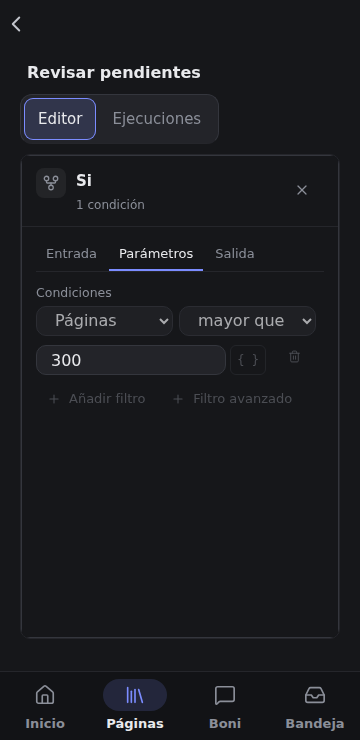 Revisar pendientes
Editor Ejecuciones
Si
1 condición
Entrada Parámetros Salida
Condiciones
Páginas mayor que
300 { }
+ Añadir filtro + Filtro avanzado
Inicio Páginas Boni Bandeja